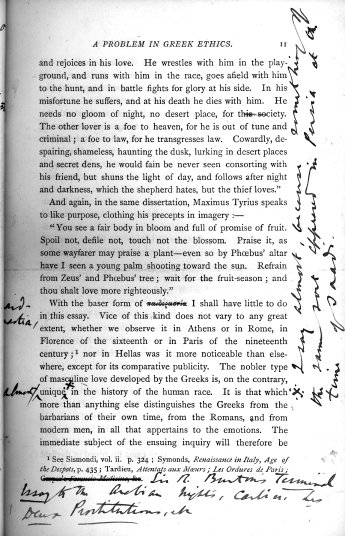 A PROBLEM IN GREEK ETHICS. 11
and rejoices in his love. He wrestles with him in the play-
ground, and runs with him in the race, goes afield with him
to the hunt, and in battle fights for glory at his side. In his
misfortune he suffers, and at his death he dies with him. He
needs no gloom of night, no desert place, for this society.
The other lover is a foe to heaven, for he is out of tune and
criminal; a foe to law, for he transgresses law. Cowardly, de-
spairing, shameless, haunting the dusk, lurking in desert places
and secret dens, he would fain be never seen consorting with
his friend, but shuns the light of day, and follows after night
and darkness, which the shepherd hates, but the thief loves."
And again, in the same dissertation, Maximus Tyrius speaks
to like purpose, clothing his precepts in imagery :—
"You see a fair body in bloom and full of promise of fruit.
Spoil not, defile not, touch not the blossom. Praise it, as
some wayfarer may praise a plant—even so by Phœbus' altar
have I seen a young palm shooting toward the sun. Refrain
from Zeus' and Phœbus' tree; wait for the fruit-season; and
thou shalt love more righteously."
With the baser form of I shall have little to do
in this essay. Vice of this kind does not vary to any great
extent, whether we observe it in Athens or in Rome, in
Florence of the sixteenth or in Paris of the nineteenth
century;¹ nor in Hellas was it more noticeable than else-
where, except for its comparative publicity. The nobler type
of masculine love developed by the Greeks is, on the contrary,
almost/ unique in the history of the human race. It is that which
more than anything else distinguishes the Greeks from the
barbarians of their own time, from the Romans, and from
modern men, in all that appertains to the emotions. The
immediate subject of the ensuing inquiry will therefore be
¹ See Sismondi, vol. ii. p. 324; Symonds, Renaissance in Italy, Age of
the Despots, p. 435; Tardieu, Attentats aux Mœurs; Les Ordures de Paris;
Sir R. Burton's Terminal
Essay to the Arabian Nights, Carlier, Les
Deux Prostitutions, etc
* I say almost, because something of
the same sort appeared in Persia at the
time of Saadi.